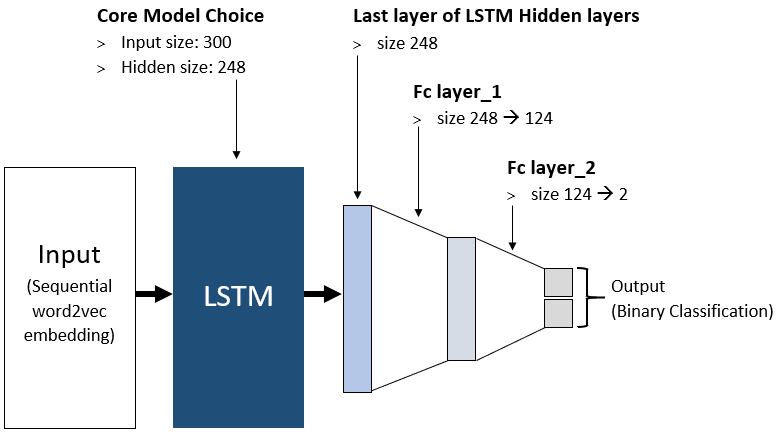 Core Model Choice
> Input size: 300
> Hidden size: 248
Last layer of LSTM Hidden layers
> size 248
Fc layer_1
> size 248 → 124
Fc layer_2
> size 124 → 2
Input
(Sequential
word2vec
embedding)
LSTM
Output
(Binary Classification)